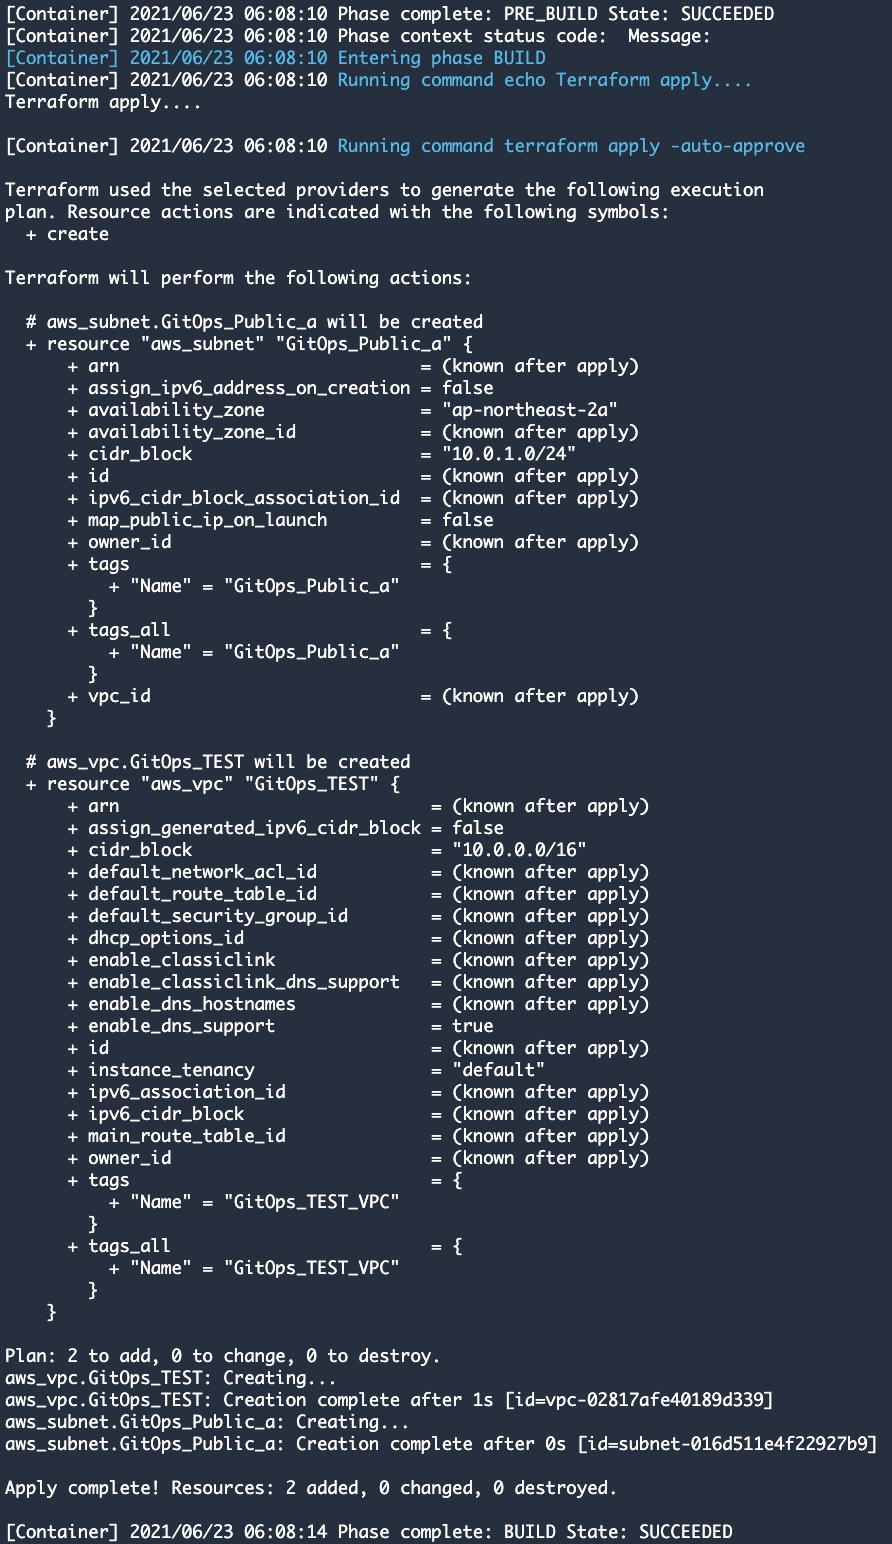 [Container] 2021/06/23 06:08:10 Phase complete: PRE_BUILD State: SUCCEEDED
[Container] 2021/06/23 06:08:10 Phase context status code:  Message:
[Container] 2021/06/23 06:08:10 Entering phase BUILD
[Container] 2021/06/23 06:08:10 Running command echo Terraform apply....
Terraform apply....

[Container] 2021/06/23 06:08:10 Running command terraform apply -auto-approve

Terraform used the selected providers to generate the following execution
plan. Resource actions are indicated with the following symbols:
  + create

Terraform will perform the following actions:

  # aws_subnet.GitOps_Public_a will be created
  + resource "aws_subnet" "GitOps_Public_a" {
      + arn                             = (known after apply)
      + assign_ipv6_address_on_creation = false
      + availability_zone               = "ap-northeast-2a"
      + availability_zone_id            = (known after apply)
      + cidr_block                      = "10.0.1.0/24"
      + id                              = (known after apply)
      + ipv6_cidr_block_association_id  = (known after apply)
      + map_public_ip_on_launch         = false
      + owner_id                        = (known after apply)
      + tags                            = {
          + "Name" = "GitOps_Public_a"
        }
      + tags_all                        = {
          + "Name" = "GitOps_Public_a"
        }
      + vpc_id                          = (known after apply)
    }

  # aws_vpc.GitOps_TEST will be created
  + resource "aws_vpc" "GitOps_TEST" {
      + arn                              = (known after apply)
      + assign_generated_ipv6_cidr_block = false
      + cidr_block                       = "10.0.0.0/16"
      + default_network_acl_id           = (known after apply)
      + default_route_table_id           = (known after apply)
      + default_security_group_id        = (known after apply)
      + dhcp_options_id                  = (known after apply)
      + enable_classiclink               = (known after apply)
      + enable_classiclink_dns_support   = (known after apply)
      + enable_dns_hostnames             = (known after apply)
      + enable_dns_support               = true
      + id                               = (known after apply)
      + instance_tenancy                 = "default"
      + ipv6_association_id              = (known after apply)
      + ipv6_cidr_block                  = (known after apply)
      + main_route_table_id              = (known after apply)
      + owner_id                         = (known after apply)
      + tags                             = {
          + "Name" = "GitOps_TEST_VPC"
        }
      + tags_all                         = {
          + "Name" = "GitOps_TEST_VPC"
        }
    }

Plan: 2 to add, 0 to change, 0 to destroy.
aws_vpc.GitOps_TEST: Creating...
aws_vpc.GitOps_TEST: Creation complete after 1s [id=vpc-02817afe40189d339]
aws_subnet.GitOps_Public_a: Creating...
aws_subnet.GitOps_Public_a: Creation complete after 0s [id=subnet-016d511e4f22927b9]

Apply complete! Resources: 2 added, 0 changed, 0 destroyed.

[Container] 2021/06/23 06:08:14 Phase complete: BUILD State: SUCCEEDED